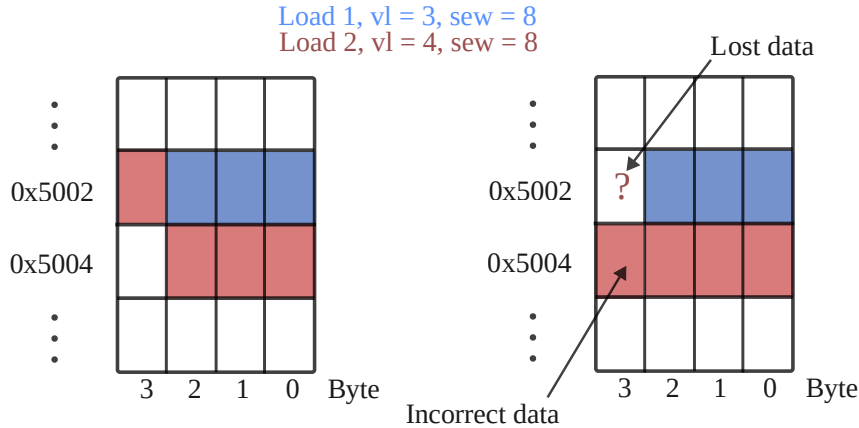 Load 1, vl = 3, sew = 8
Load 2, vl = 4, sew = 8
Lost data
0x5002
0x5004
3 2 1 0 Byte
0x5002
?
0x5004
3 2 1 0 Byte
Incorrect data